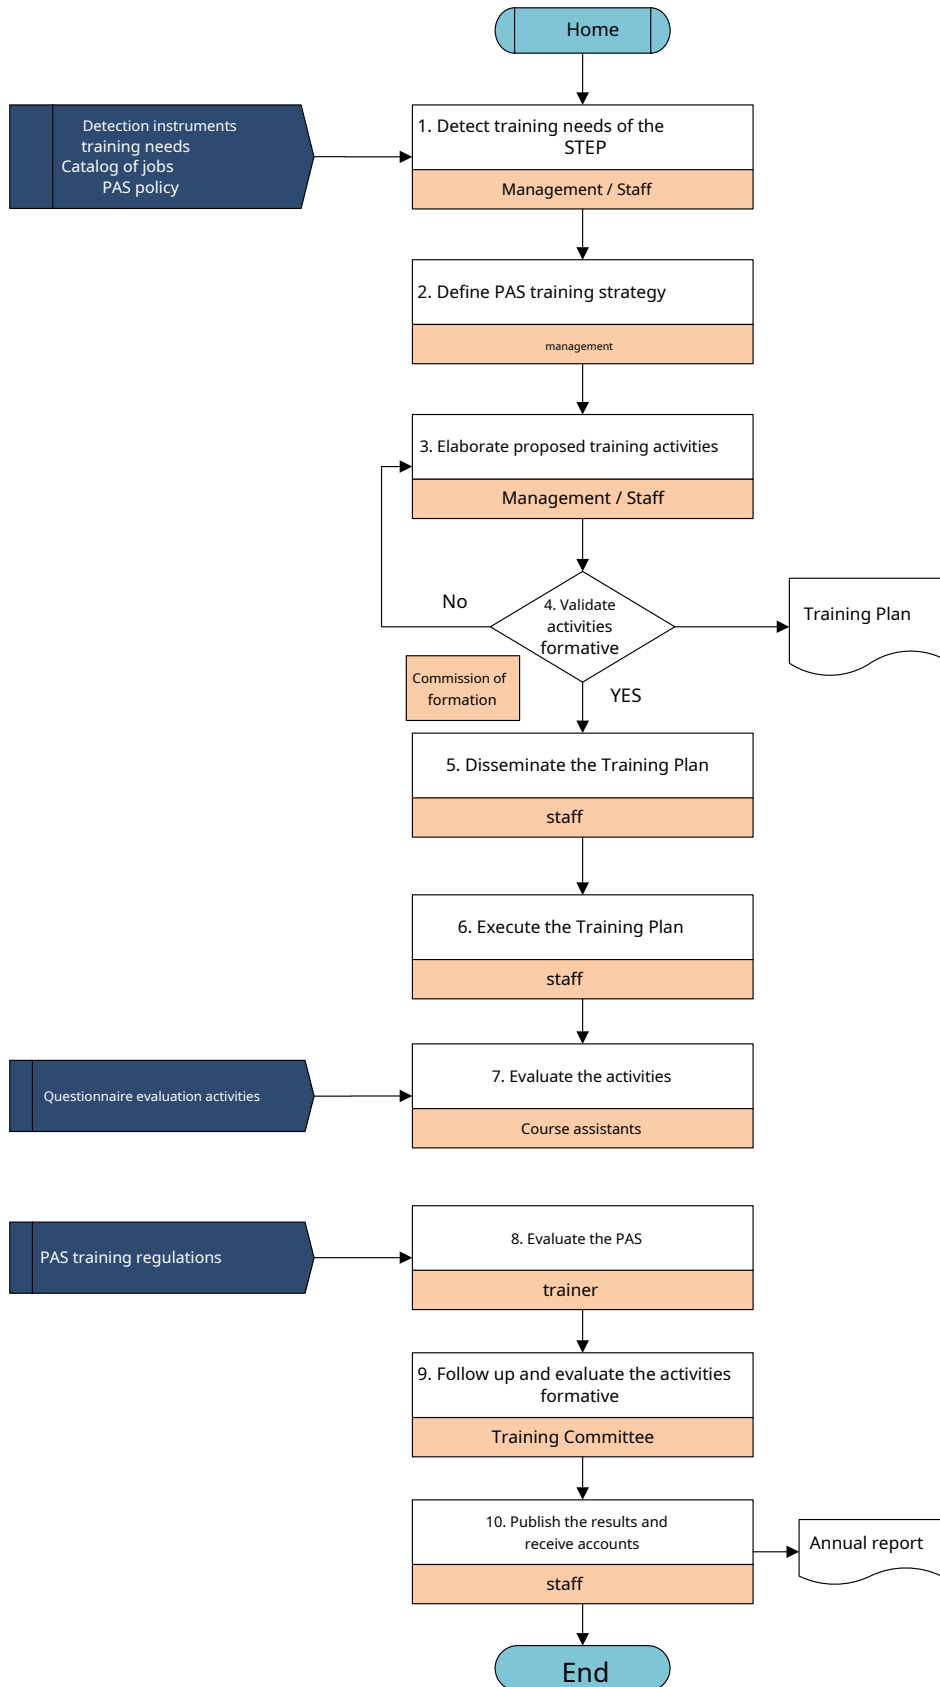 Home
Detection instruments
training needs
Catalog of jobs
PAS policy
1. Detect training needs of the
STEP
Management / Staff
2. Define PAS training strategy
management
3. Elaborate proposed training activities
Management / Staff
No
4. Validate
activities
formative
Training Plan
Commission of
formation
YES
5. Disseminate the Training Plan
staff
6. Execute the Training Plan
staff
Questionnaire evaluation activities
7. Evaluate the activities
Course assistants
PAS training regulations
8. Evaluate the PAS
trainer
9. Follow up and evaluate the activities
formative
Training Committee
10. Publish the results and
receive accounts
staff
Annual report
End